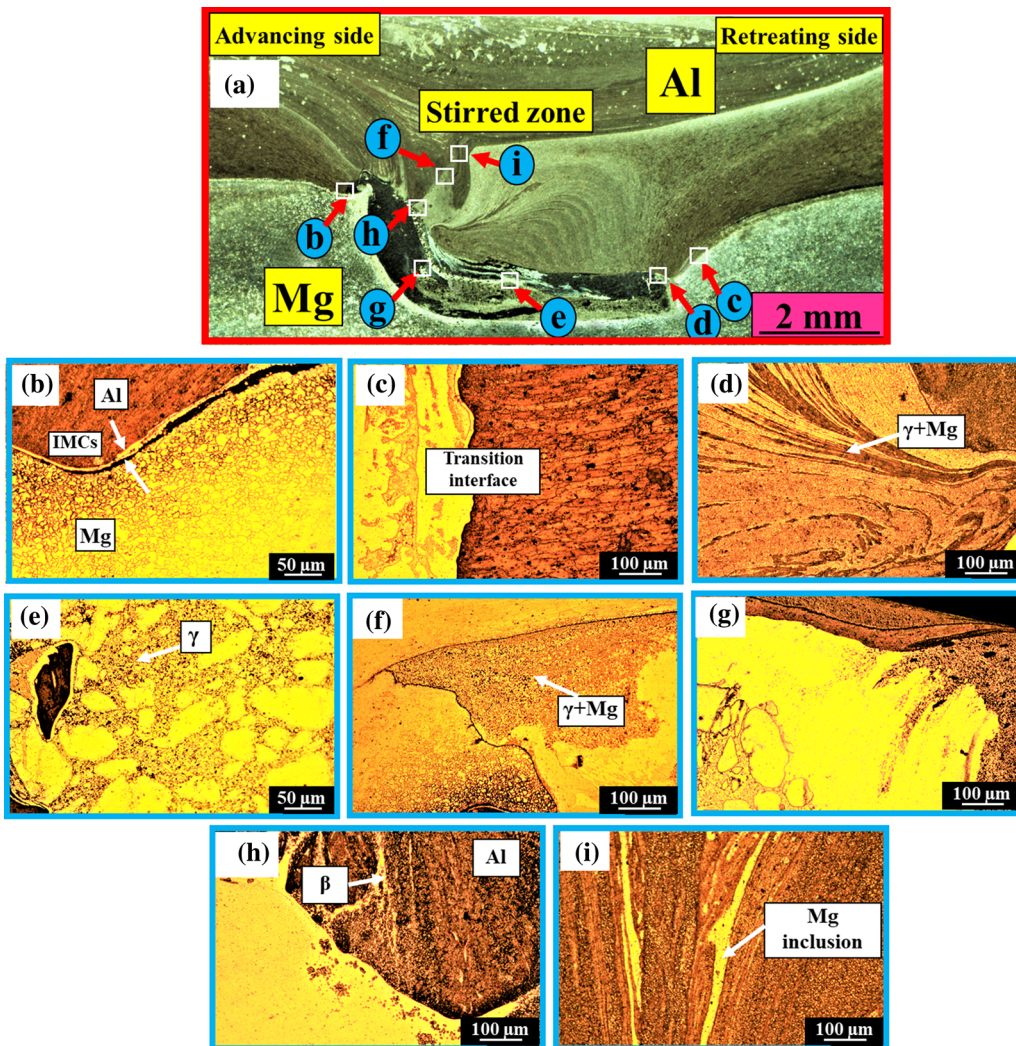 Advancing side
Al
Retreating side
(a)
Stirred zone
f
i
b
h
Mg
g
e
d
c
2 mm
(b)
Al
IMCs
Mg
50 µm
(c)
Transition
interface
100 µm
(d)
γ+Mg
100 µm
(e)
γ
50 µm
(f)
γ+Mg
100 µm
(g)
100 µm
(h)
Al
β
100 µm
(i)
Mg
inclusion
100 µm